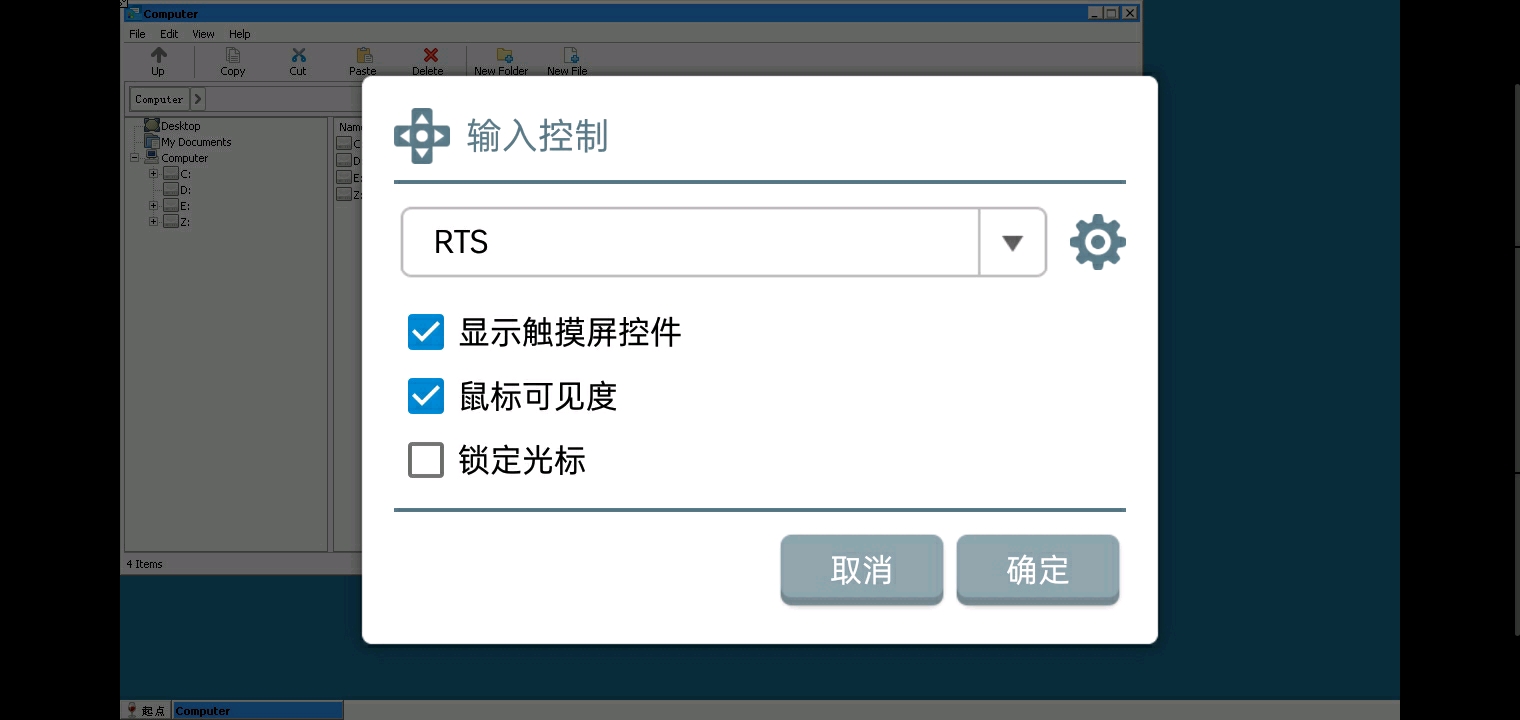 Computer
File Edit View Help
Up Copy Cut Paste Delete New Folder New File
Computer
输入控制
Desktop
My Documents
Computer
C:
D:
E:
Z:
Nam
C
D
E:
Z:
RTS
显示触摸屏控件
鼠标可见度
锁定光标
取消 确定
4 Items
起点 Computer